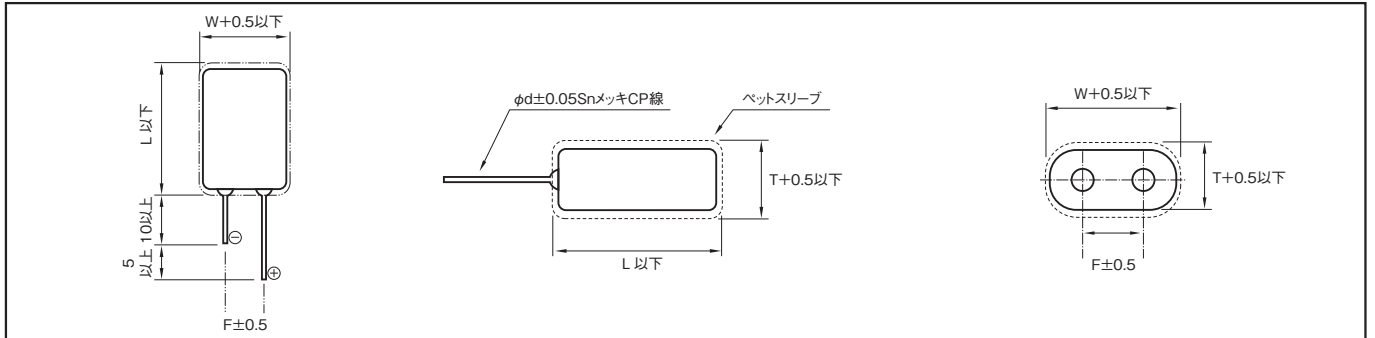 W+0.5以下
L 以下
10以上
5
以上
⊖
⊕
F±0.5
φd±0.05SnメッキCP線
ペットスリーブ
T+0.5以下
L 以下
W+0.5以下
T+0.5以下
F±0.5